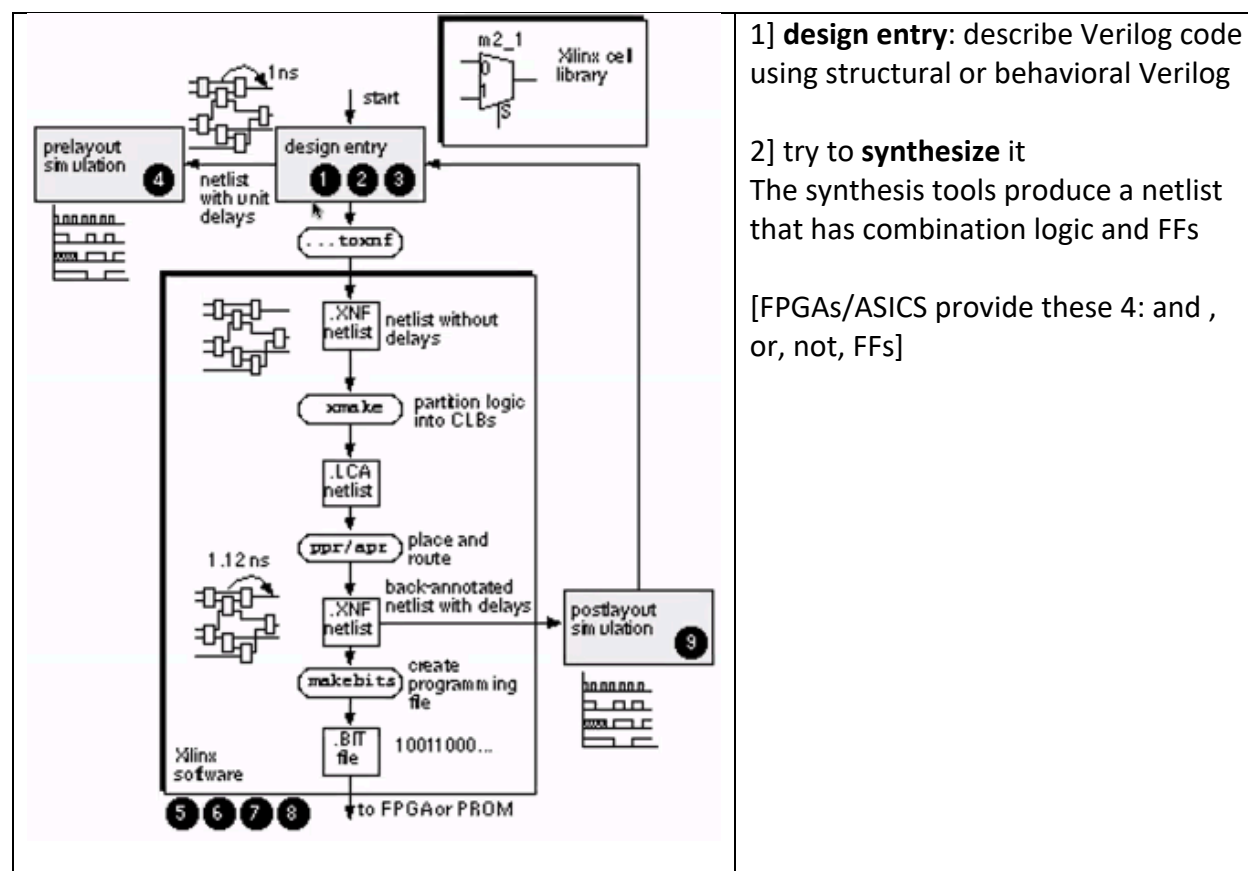 m2_1
0
1
S
Xilinx cell
library
1ns
start
prelayout
simulation
4
design entry
1 2 3
netlist
with unit
delays
...toxnf
.XNF
netlist
netlist without
delays
xmake
partition logic
into CLBs
.LCA
netlist
ppr/apr
place and
route
1.12 ns
back-annotated
netlist with delays
.XNF
netlist
postlayout
simulation
9
makebits
create
programming
file
.BIT
file
10011000...
Xilinx
software
5 6 7 8
to FPGA or PROM
1] design entry: describe Verilog code
using structural or behavioral Verilog
2] try to synthesize it
The synthesis tools produce a netlist
that has combination logic and FFs
[FPGAs/ASICS provide these 4: and ,
or, not, FFs]